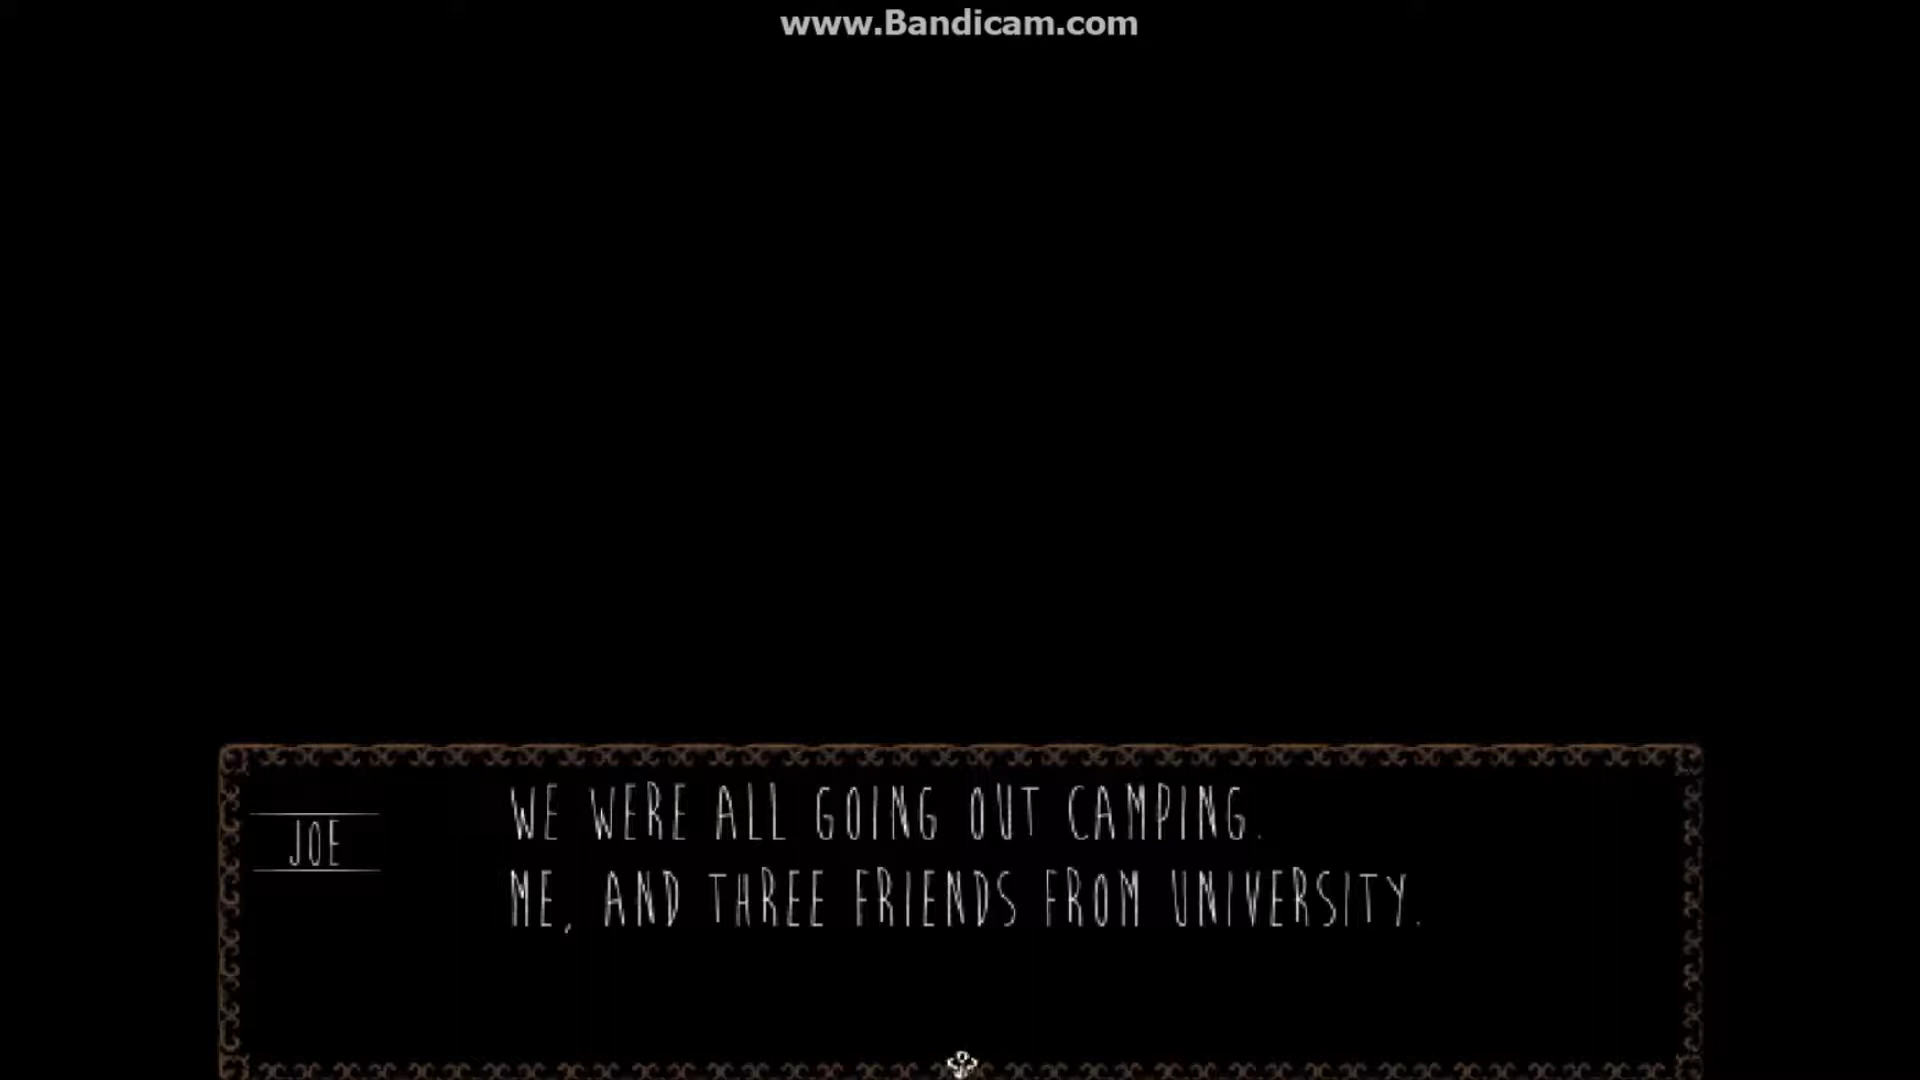 www.Bandicam.com
JOE
WE WERE ALL GOING OUT CAMPING.
ME, AND THREE FRIENDS FROM UNIVERSITY.